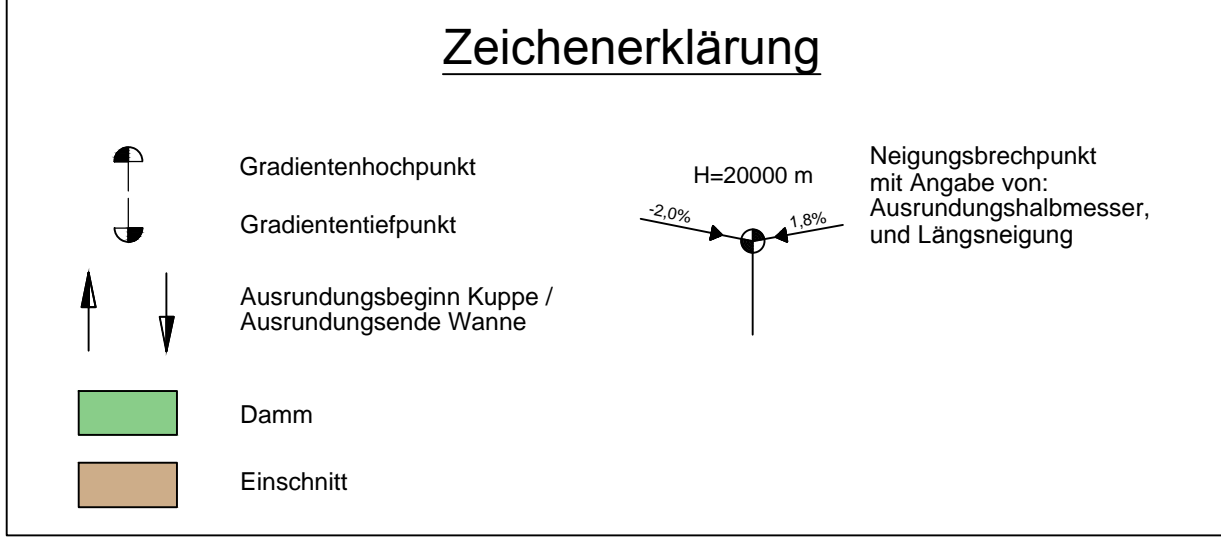 Zeichenerklärung
Gradientenhochpunkt
Gradiententiefpunkt
Ausrundungsbeginn Kuppe /
Ausrundungsende Wanne
Damm
Einschnitt
H=20000 m
-2,0%
1,8%
Neigungsbrechpunkt
mit Angabe von:
Ausrundungshalbmesser,
und Längsneigung